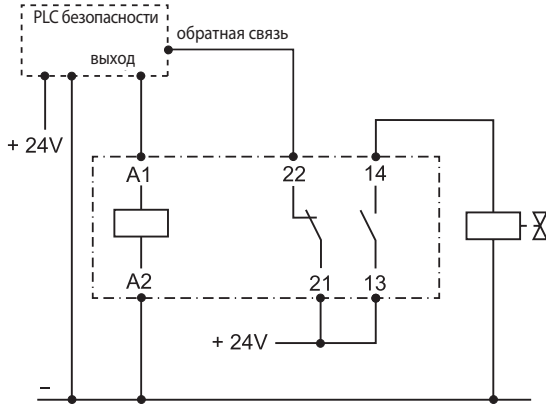 PLC безопасности
обратная связь
выход
+ 24V
A1
22
14
A2
21
13
+ 24V
–